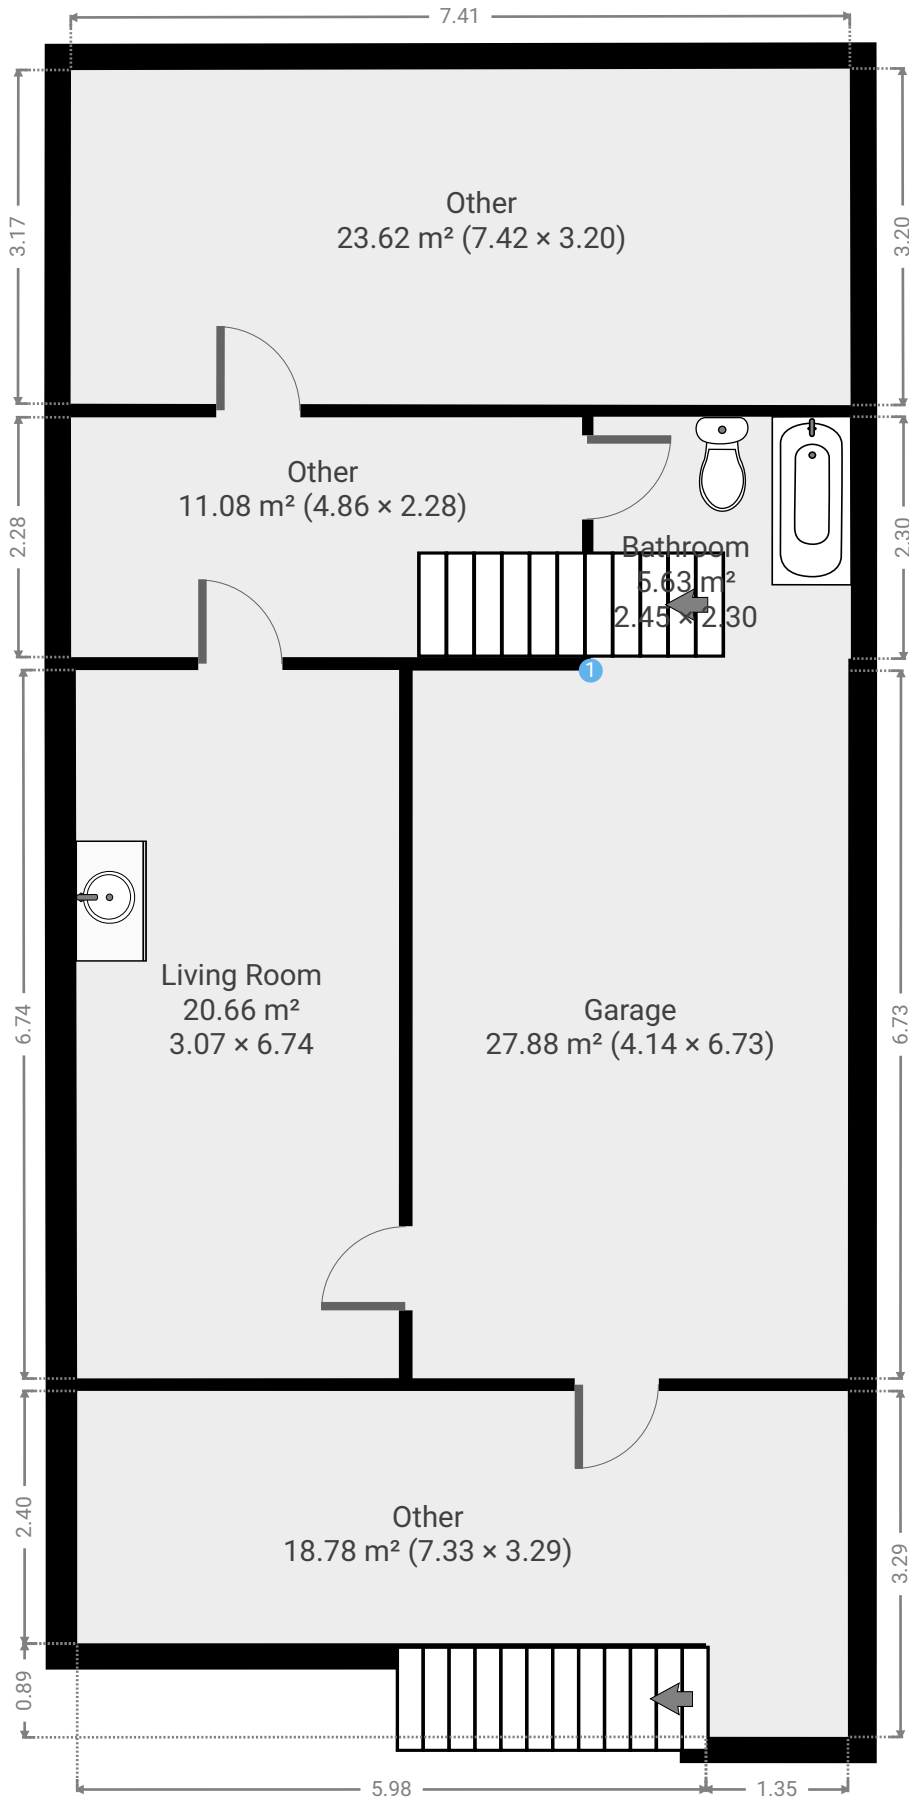 7.41
3.17
3.20
Other
23.62 m² (7.42 × 3.20)
2.28
2.30
Other
11.08 m² (4.86 × 2.28)
Bathroom
5.63 m²
2.45 × 2.30
1
6.74
6.73
Living Room
20.66 m²
3.07 × 6.74
Garage
27.88 m² (4.14 × 6.73)
2.40
3.29
Other
18.78 m² (7.33 × 3.29)
0.89
5.98
1.35